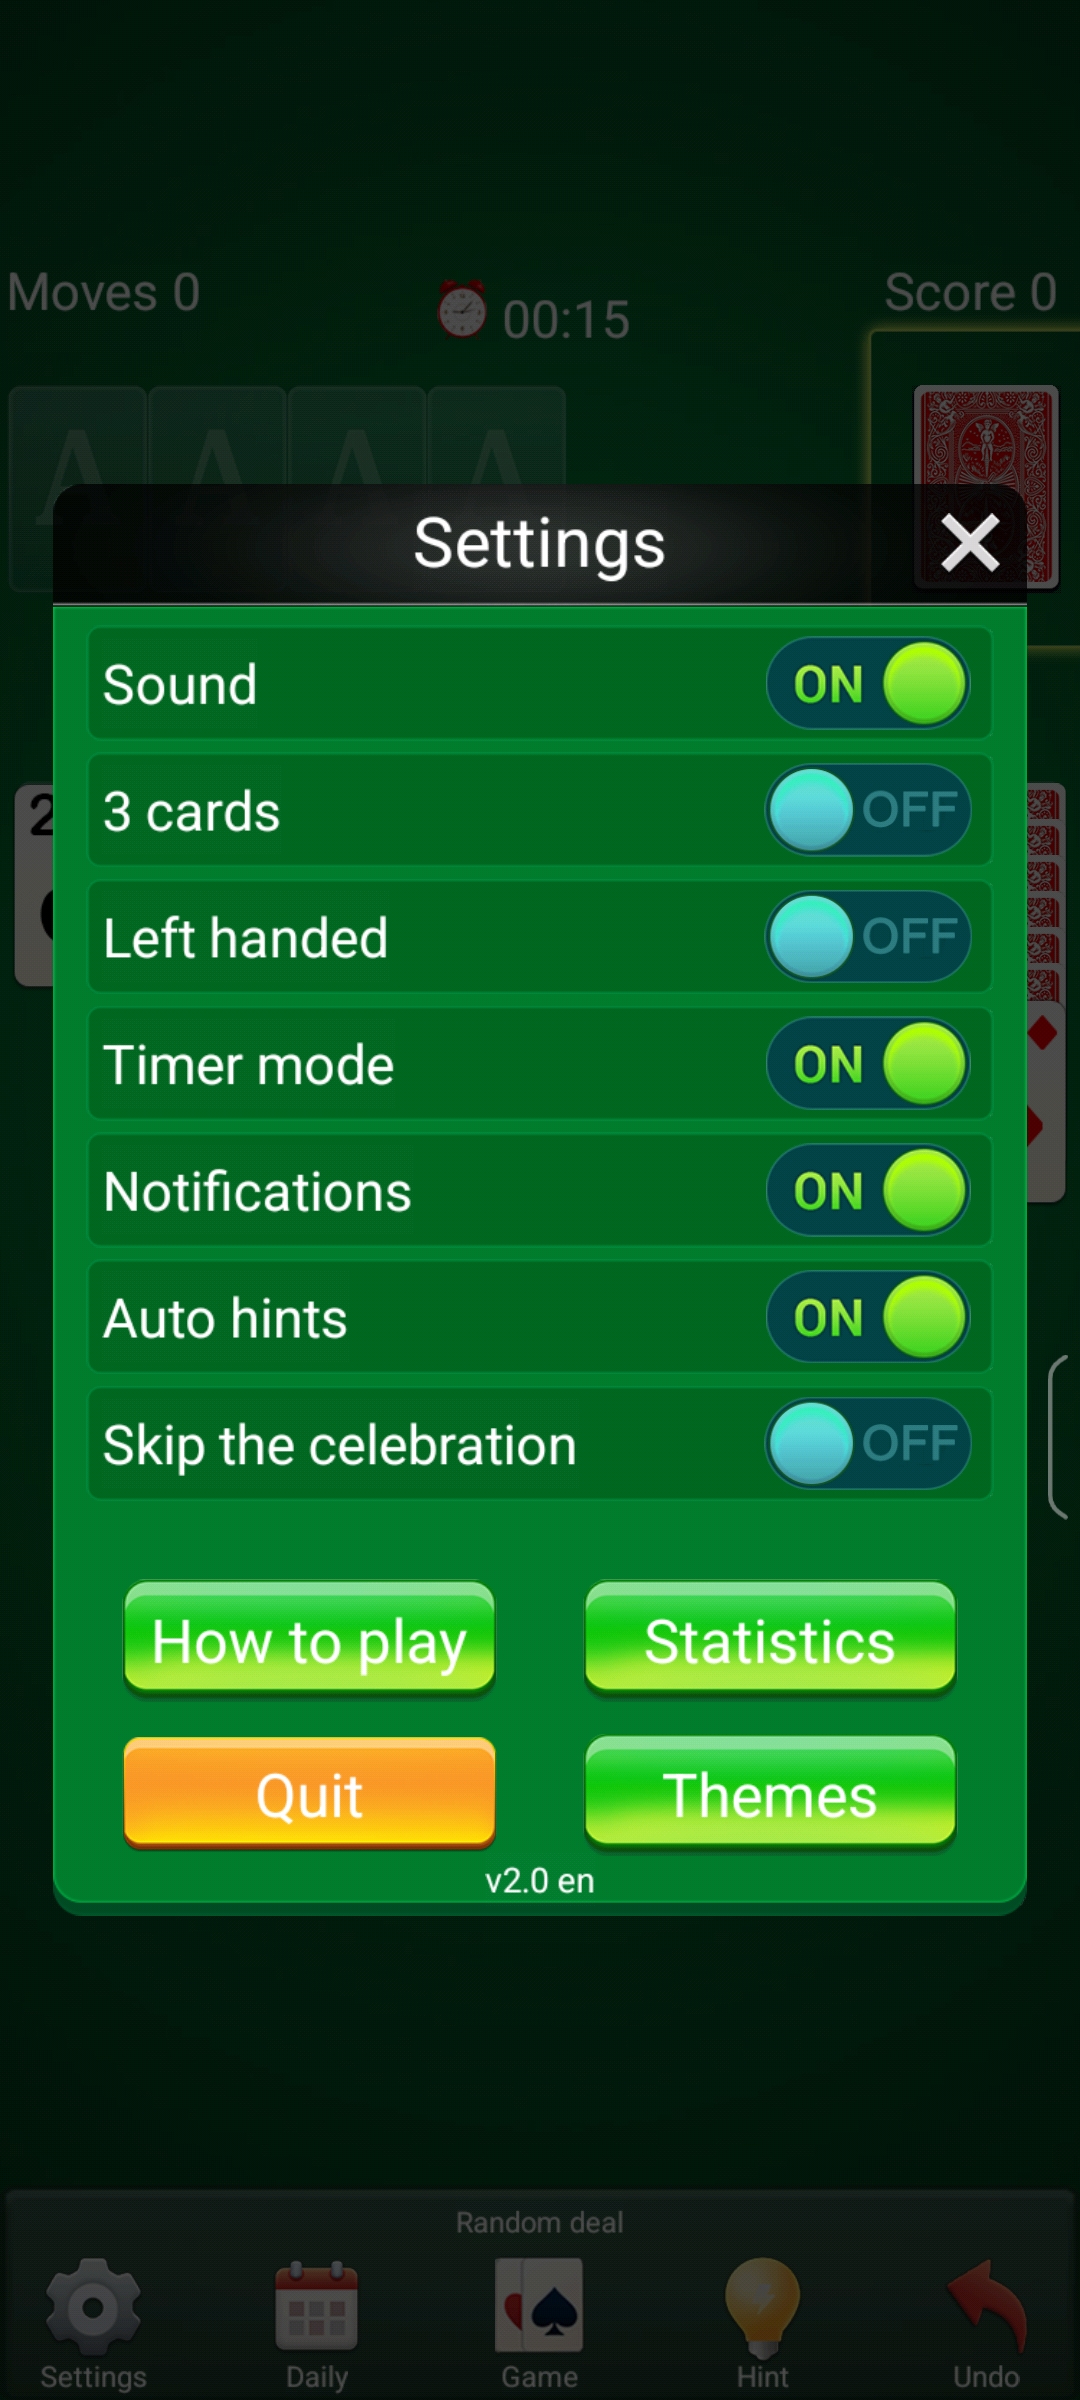 Moves 0
00:15
Score 0
A A A A
Settings
Sound ON
3 cards OFF
Left handed OFF
Timer mode ON
Notifications ON
Auto hints ON
Skip the celebration OFF
2
How to play Statistics
Quit Themes
v2.0 en
Random deal
Settings Daily Game Hint Undo